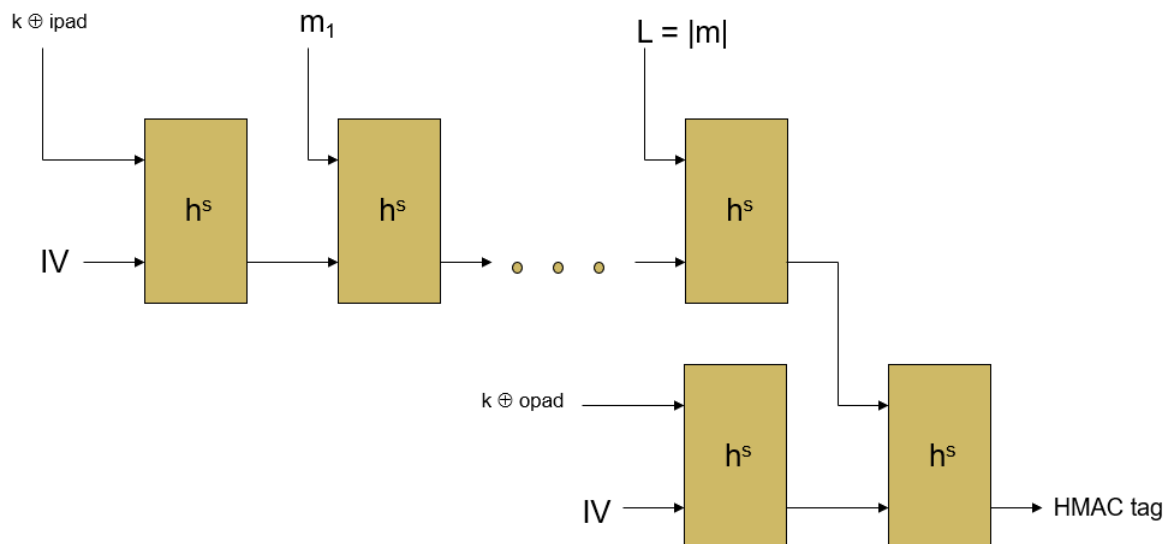 k ⊕ ipad
m₁
L = |m|
hˢ
hˢ
hˢ
IV
k ⊕ opad
hˢ
hˢ
IV
HMAC tag